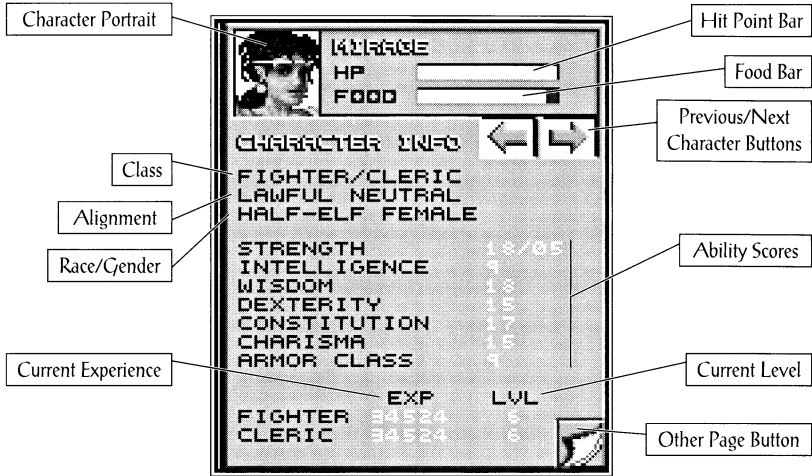 Character Portrait
MIRAGE
HP
FOOD
Hit Point Bar
Food Bar
Previous/Next
Character Buttons
CHARACTER INFO
Class
FIGHTER/CLERIC
Alignment
LAWFUL NEUTRAL
Race/Gender
HALF-ELF FEMALE
Ability Scores
STRENGTH 18/05
INTELLIGENCE 9
WISDOM 18
DEXTERITY 15
CONSTITUTION 17
CHARISMA 15
ARMOR CLASS 9
Current Experience
Current Level
EXP LVL
FIGHTER 34524 6
CLERIC 34524 6
Other Page Button